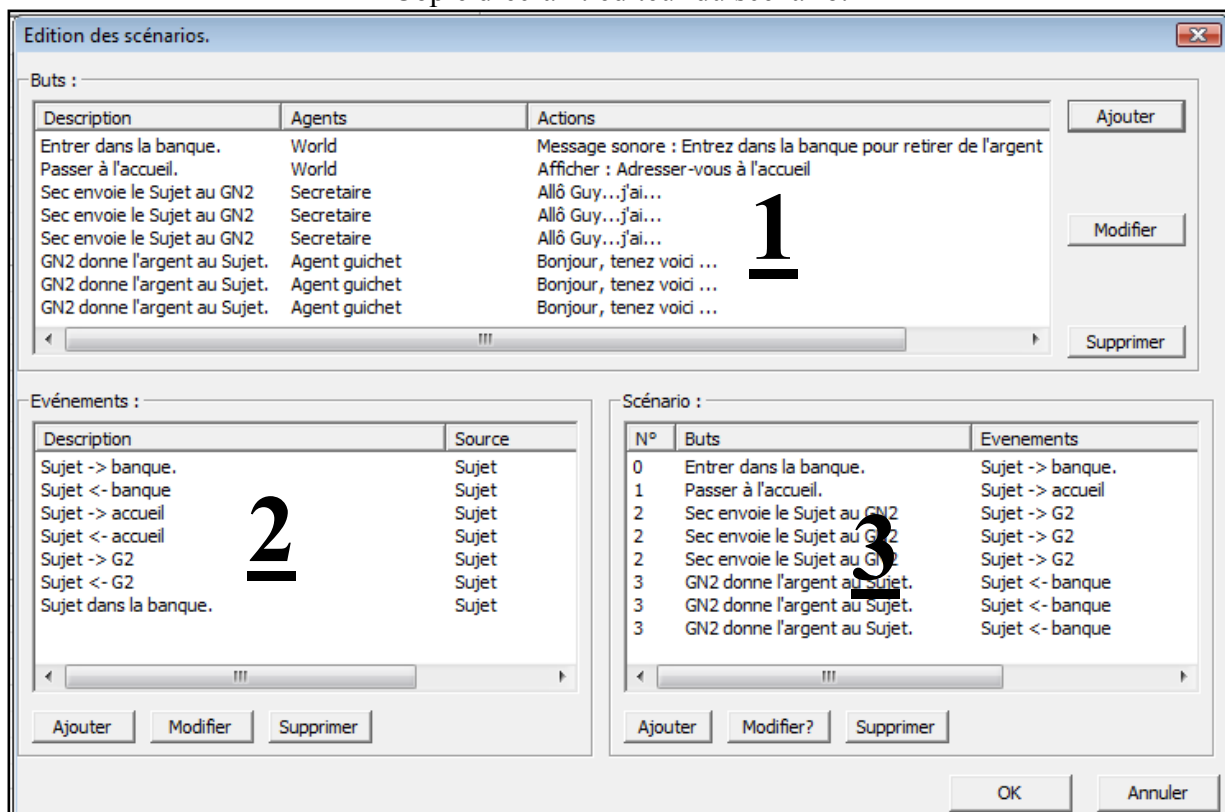 Copie d'écran : éditeur du scénario.
Edition des scénarios.
Buts :
Description Agents Actions
Entrer dans la banque. World Message sonore : Entrez dans la banque pour retirer de l'argent
Passer à l'accueil. World Afficher : Adresser-vous à l'accueil
Sec envoie le Sujet au GN2 Secretaire Allô Guy...j'ai...
Sec envoie le Sujet au GN2 Secretaire Allô Guy...j'ai...
Sec envoie le Sujet au GN2 Secretaire Allô Guy...j'ai...
GN2 donne l'argent au Sujet. Agent guichet Bonjour, tenez voici ...
GN2 donne l'argent au Sujet. Agent guichet Bonjour, tenez voici ...
GN2 donne l'argent au Sujet. Agent guichet Bonjour, tenez voici ...
1
Ajouter
Modifier
Supprimer
Evénements :
Description Source
Sujet -> banque. Sujet
Sujet <- banque Sujet
Sujet -> accueil Sujet
Sujet <- accueil Sujet
Sujet -> G2 Sujet
Sujet <- G2 Sujet
Sujet dans la banque. Sujet
2
Ajouter Modifier Supprimer
Scénario :
N° Buts Evenements
0 Entrer dans la banque. Sujet -> banque.
1 Passer à l'accueil. Sujet -> accueil
2 Sec envoie le Sujet au GN2 Sujet -> G2
2 Sec envoie le Sujet au GN2 Sujet -> G2
2 Sec envoie le Sujet au GN2 Sujet -> G2
3 GN2 donne l'argent au Sujet. Sujet <- banque
3 GN2 donne l'argent au Sujet. Sujet <- banque
3 GN2 donne l'argent au Sujet. Sujet <- banque
3
Ajouter Modifier? Supprimer
OK Annuler